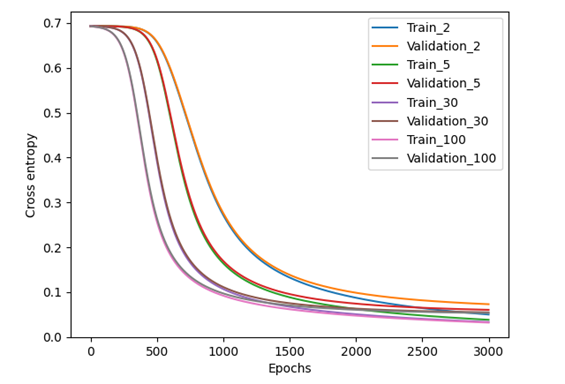 0.7
0.6
0.5
0.4
0.3
0.2
0.1
0.0
Cross entropy
0
500
1000
1500
2000
2500
3000
Epochs
Train_2
Validation_2
Train_5
Validation_5
Train_30
Validation_30
Train_100
Validation_100